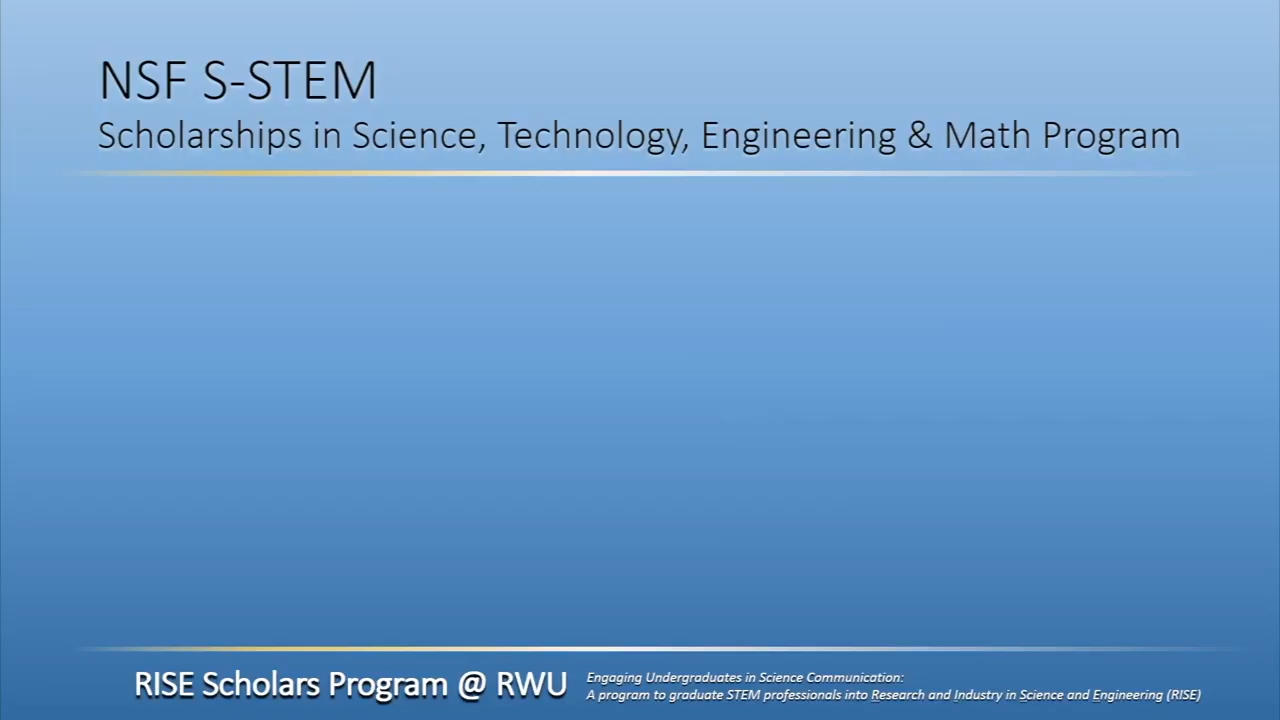 NSF S-STEM
Scholarships in Science, Technology, Engineering & Math Program
RISE Scholars Program @ RWU
Engaging Undergraduates in Science Communication:
A program to graduate STEM professionals into Research and Industry in Science and Engineering (RISE)